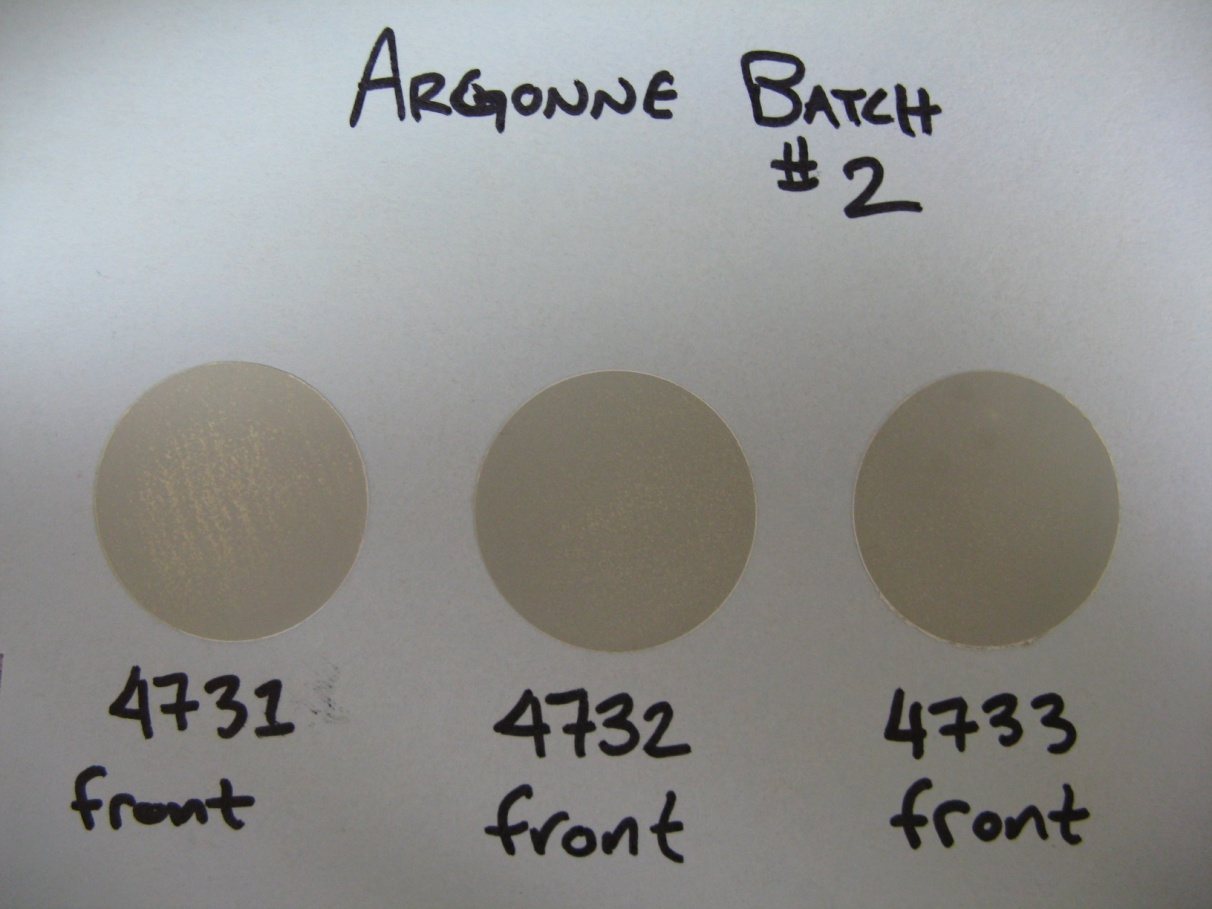 ARGONNE BATCH
#2
4731 4732 4733
front front front